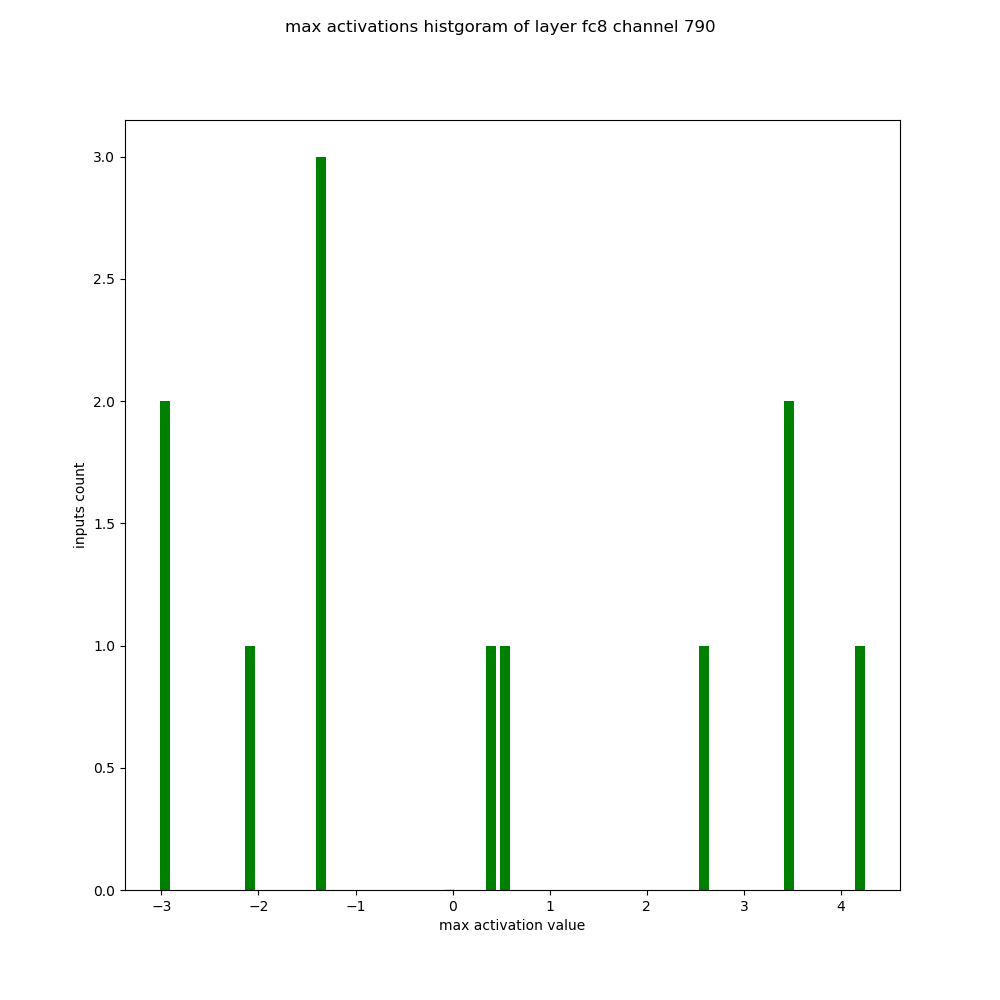 max activations histgoram of layer fc8 channel 790
3.0
2.5
2.0
1.5
1.0
0.5
0.0
inputs count
−3 −2 −1 0 1 2 3 4
max activation value